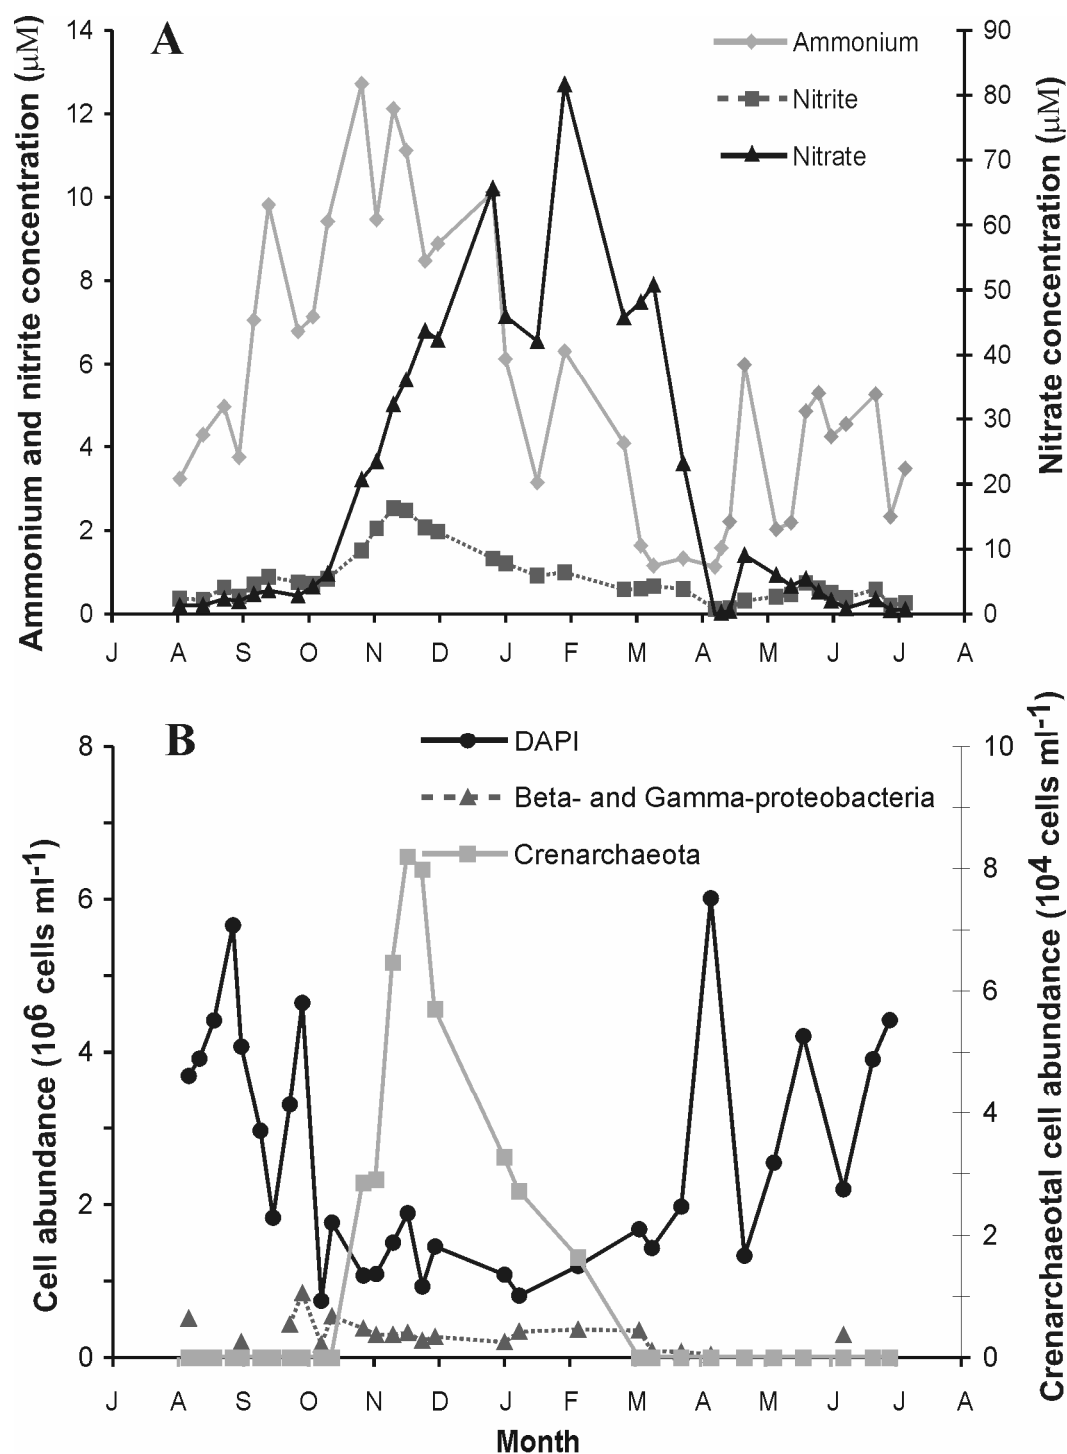 A
Ammonium
Nitrite
Nitrate
Ammonium and nitrite concentration (μM)
14
12
10
8
6
4
2
0
Nitrate concentration (μM)
90
80
70
60
50
40
30
20
10
0
J A S O N D J F M A M J J A
B
DAPI
Beta- and Gamma-proteobacteria
Crenarchaeota
Cell abundance (10⁶ cells ml⁻¹)
8
6
4
2
0
Crenarchaeotal cell abundance (10⁴ cells ml⁻¹)
10
8
6
4
2
0
J A S O N D J F M A M J J A
Month